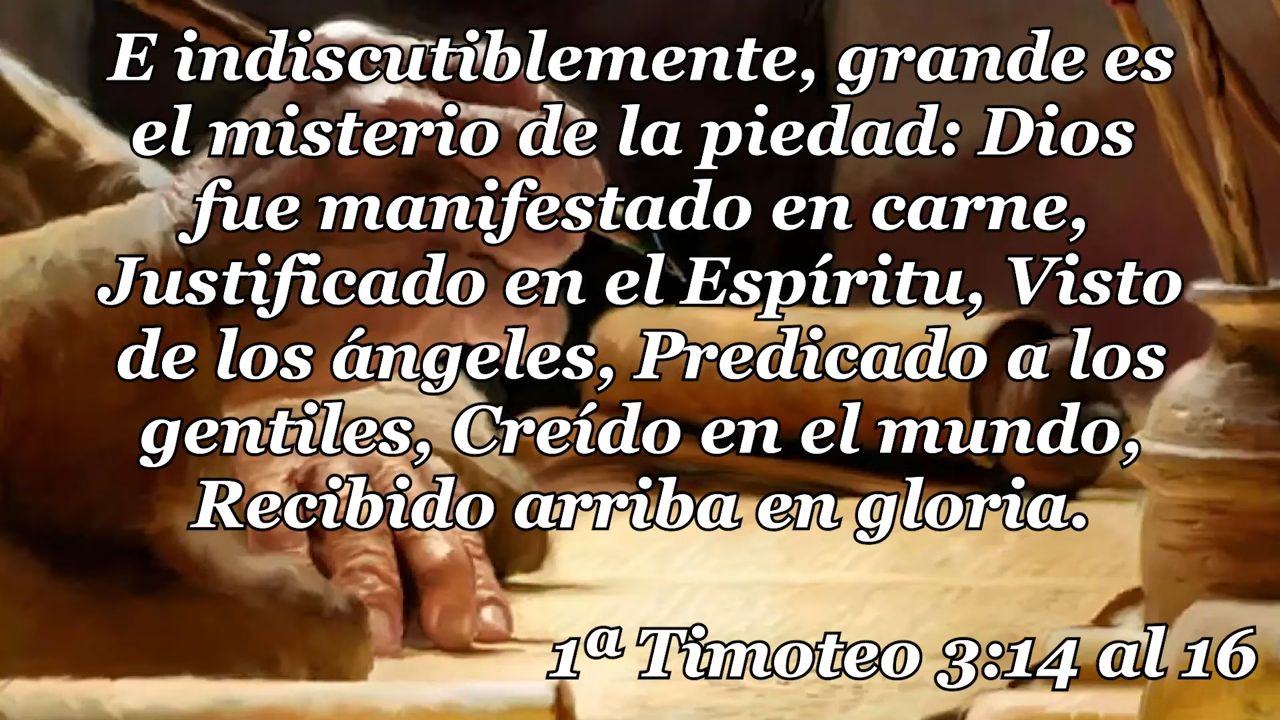 E indiscutiblemente, grande es
el misterio de la piedad: Dios
fue manifestado en carne,
Justificado en el Espíritu, Visto
de los ángeles, Predicado a los
gentiles, Creído en el mundo,
Recibido arriba en gloria.
1ª Timoteo 3:14 al 16